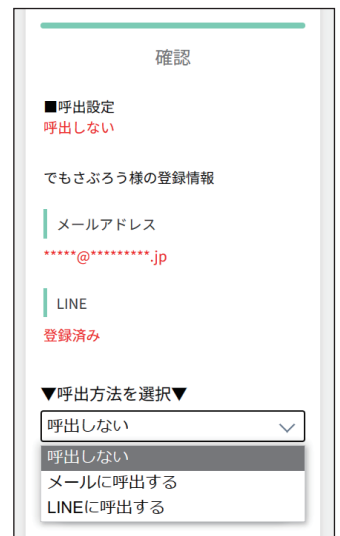 確認
■呼出設定
呼出しない
でもさぶろう様の登録情報
メールアドレス
*****@*********.jp
LINE
登録済み
▼呼出方法を選択▼
呼出しない
呼出しない
メールに呼出する
LINEに呼出する